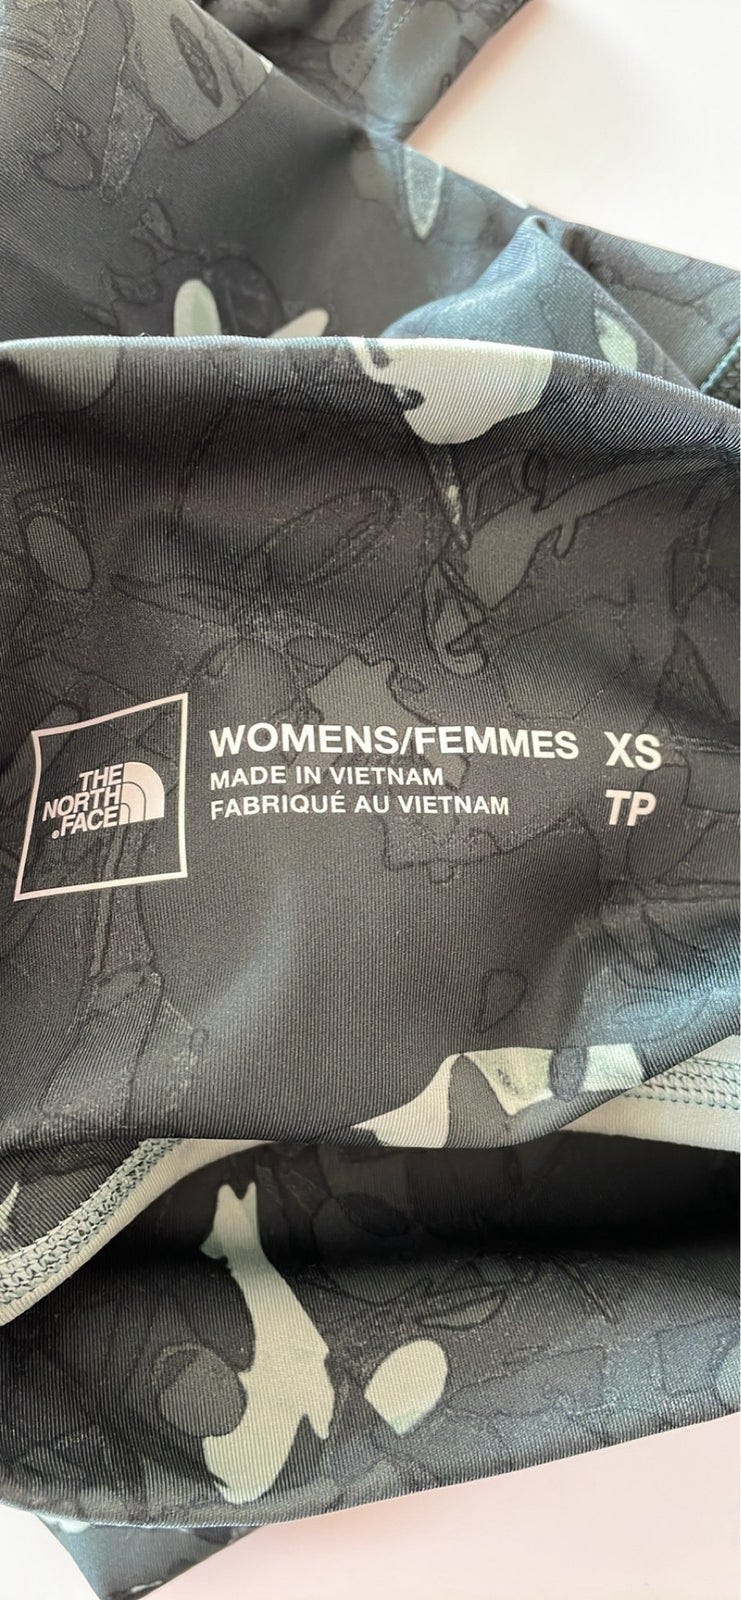 THE
NORTH
FACE
WOMENS/FEMMES XS
MADE IN VIETNAM
FABRIQUÉ AU VIETNAM TP